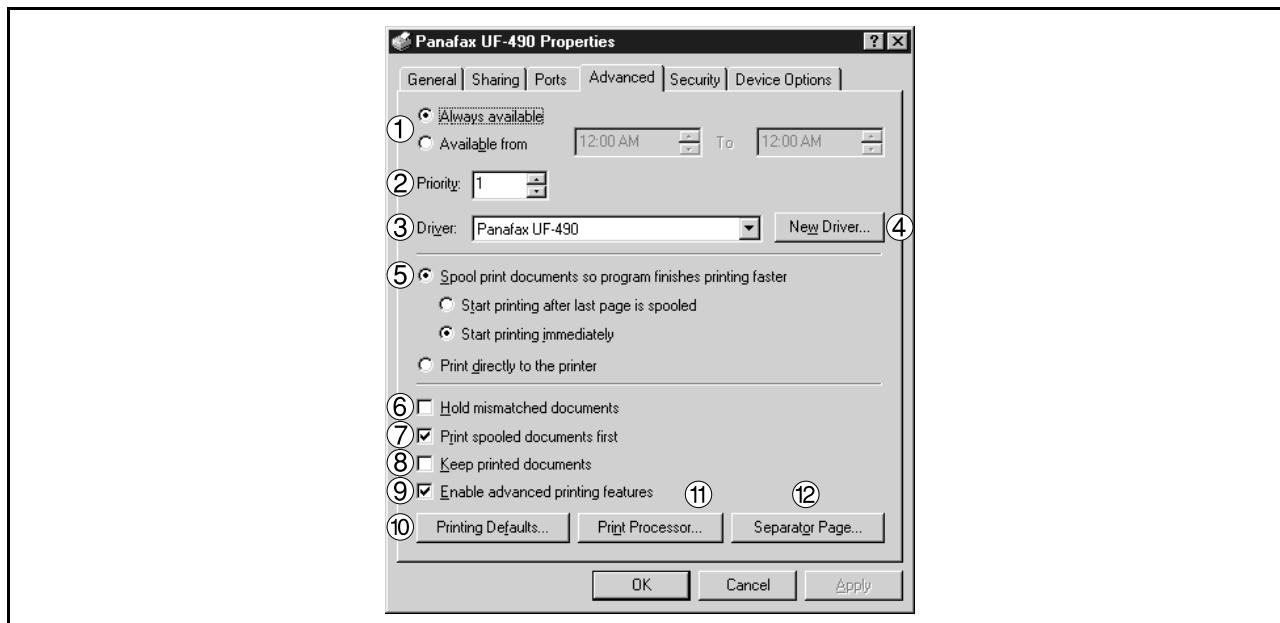 Panafax UF-490 Properties
General Sharing Ports Advanced Security Device Options
① Always available
Available from 12:00 AM To 12:00 AM
② Priority: 1
③ Driver: Panafax UF-490 New Driver... ④
⑤ Spool print documents so program finishes printing faster
Start printing after last page is spooled
Start printing immediately
Print directly to the printer
⑥ Hold mismatched documents
⑦ Print spooled documents first
⑧ Keep printed documents
⑨ Enable advanced printing features ⑪ ⑫
⑩ Printing Defaults... Print Processor... Separator Page...
OK Cancel Apply